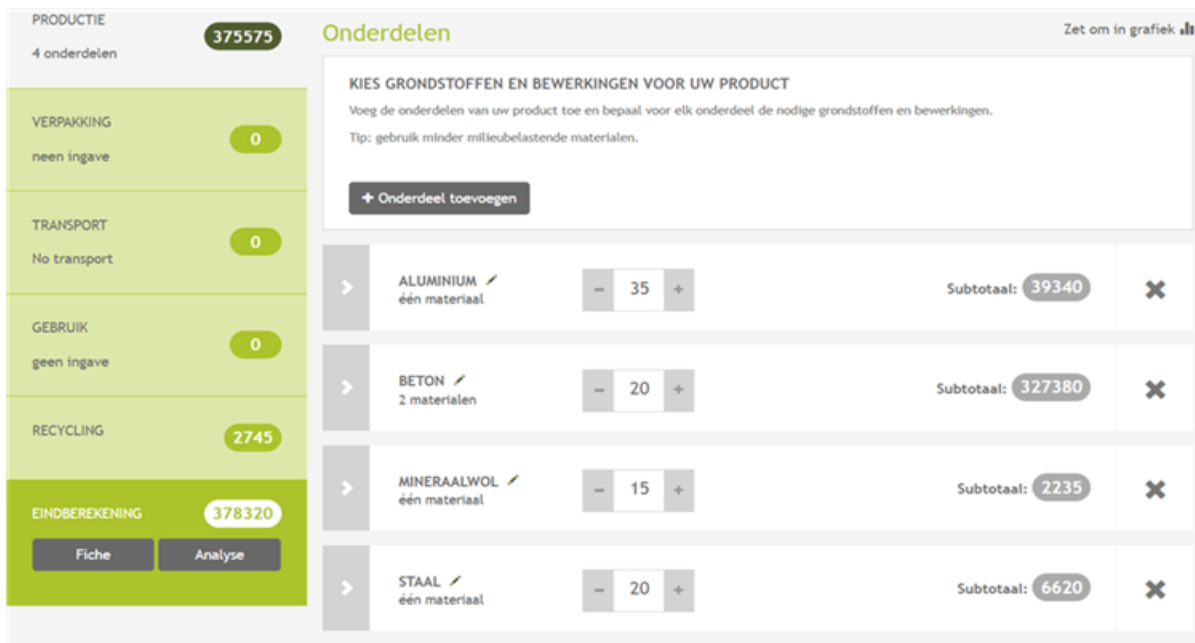 PRODUCTIE
375575
4 onderdelen
VERPAKKING
0
neen ingave
TRANSPORT
0
No transport
GEBRUIK
0
geen ingave
RECYCLING
2745
EINDBEREKENING
378320
Fiche
Analyse
Onderdelen
Zet om in grafiek
KIES GRONDSTOFFEN EN BEWERKINGEN VOOR UW PRODUCT
Voeg de onderdelen van uw product toe en bepaal voor elk onderdeel de nodige grondstoffen en bewerkingen.
Tip: gebruik minder milieubelastende materialen.
+ Onderdeel toevoegen
ALUMINIUM
één materiaal
- 35 +
Subtotaal: 39340
BETON
2 materialen
- 20 +
Subtotaal: 327380
MINERAALWOL
één materiaal
- 15 +
Subtotaal: 2235
STAAL
één materiaal
- 20 +
Subtotaal: 6620